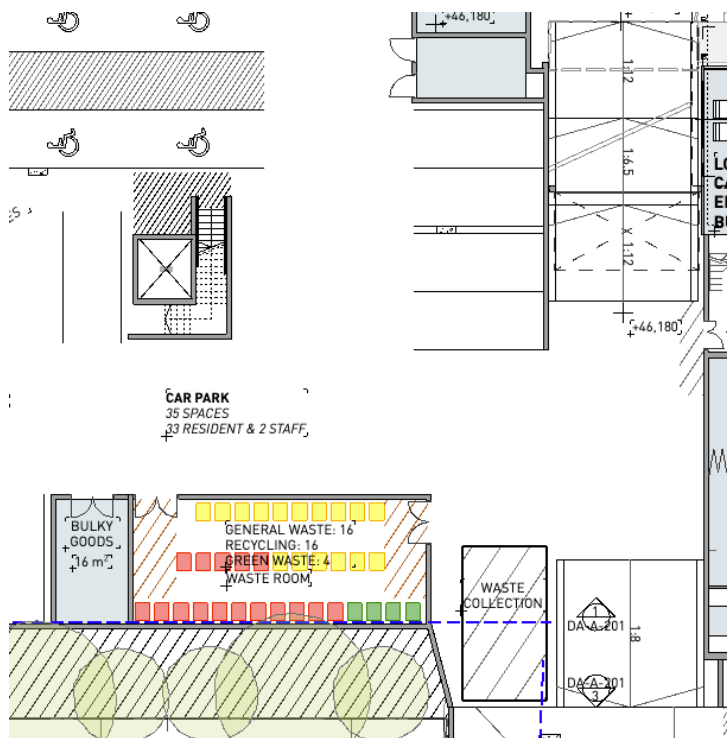 +46,180
1:12
1:6.5
1:12
X
+46,180
CAR PARK
35 SPACES
33 RESIDENT & 2 STAFF
BULKY
GOODS
16 m²
GENERAL WASTE: 16
RECYCLING: 16
GREEN WASTE: 4
WASTE ROOM
WASTE
COLLECTION
1
DA-A-201
1:8
DA-A-201
3